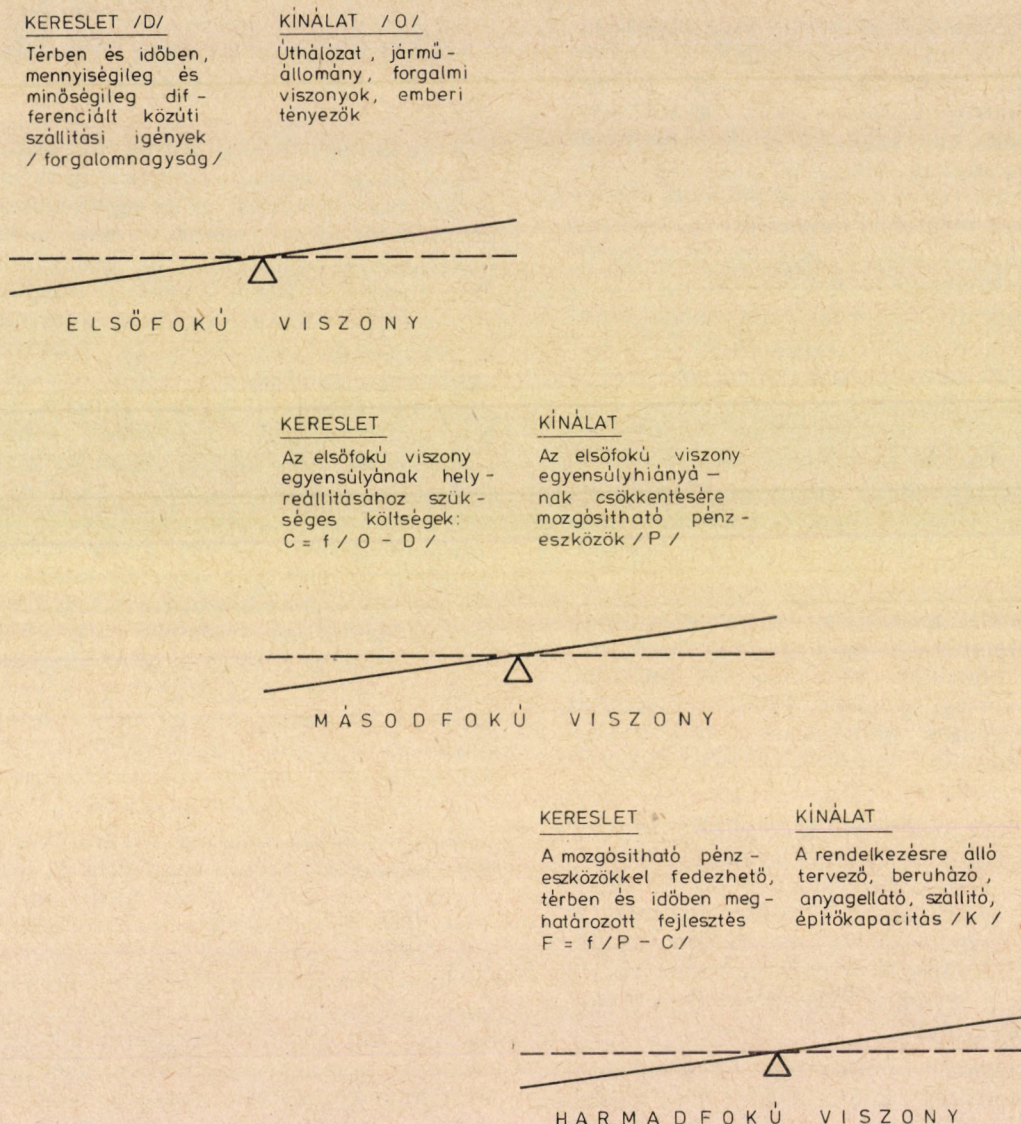 KERESLET /D/
Térben és időben,
mennyiségileg és
minőségileg dif -
ferenciált közúti
szállitási igények
/ forgalomnagyság /
KÍNÁLAT / O /
Úthálózat , jármű -
állomány , forgalmi
viszonyok, emberi
tényezők
ELSŐFOKÚ VISZONY
KERESLET
Az elsőfokú viszony
egyensúlyának hely -
reállításához szük -
séges költségek:
C = f / O - D /
KÍNÁLAT
Az elsőfokú viszony
egyensúlyhiányá —
nak csökkentésére
mozgósítható pénz -
eszközök / P /
MÁSODFOKÚ VISZONY
KERESLET
A mozgósitható pénz -
eszközökkel fedezhető,
térben és időben meg -
határozott fejlesztés
F = f / P - C /
KÍNÁLAT
A rendelkezésre álló
tervező, beruházó ,
anyagellátó, szállitó,
építőkapacitás / K /
HARMADFOKÚ VISZONY